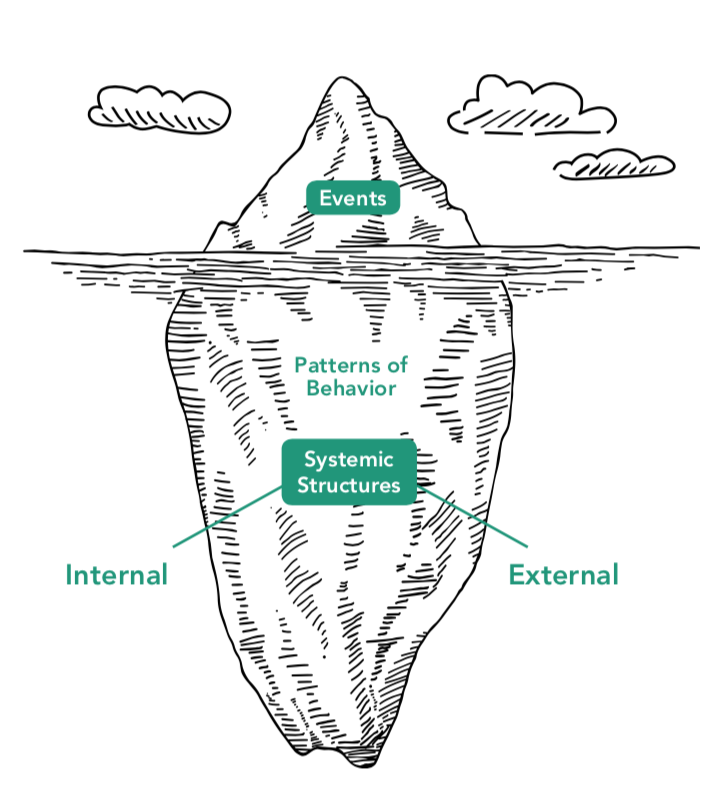 Events
Patterns of
Behavior
Systemic
Structures
Internal
External